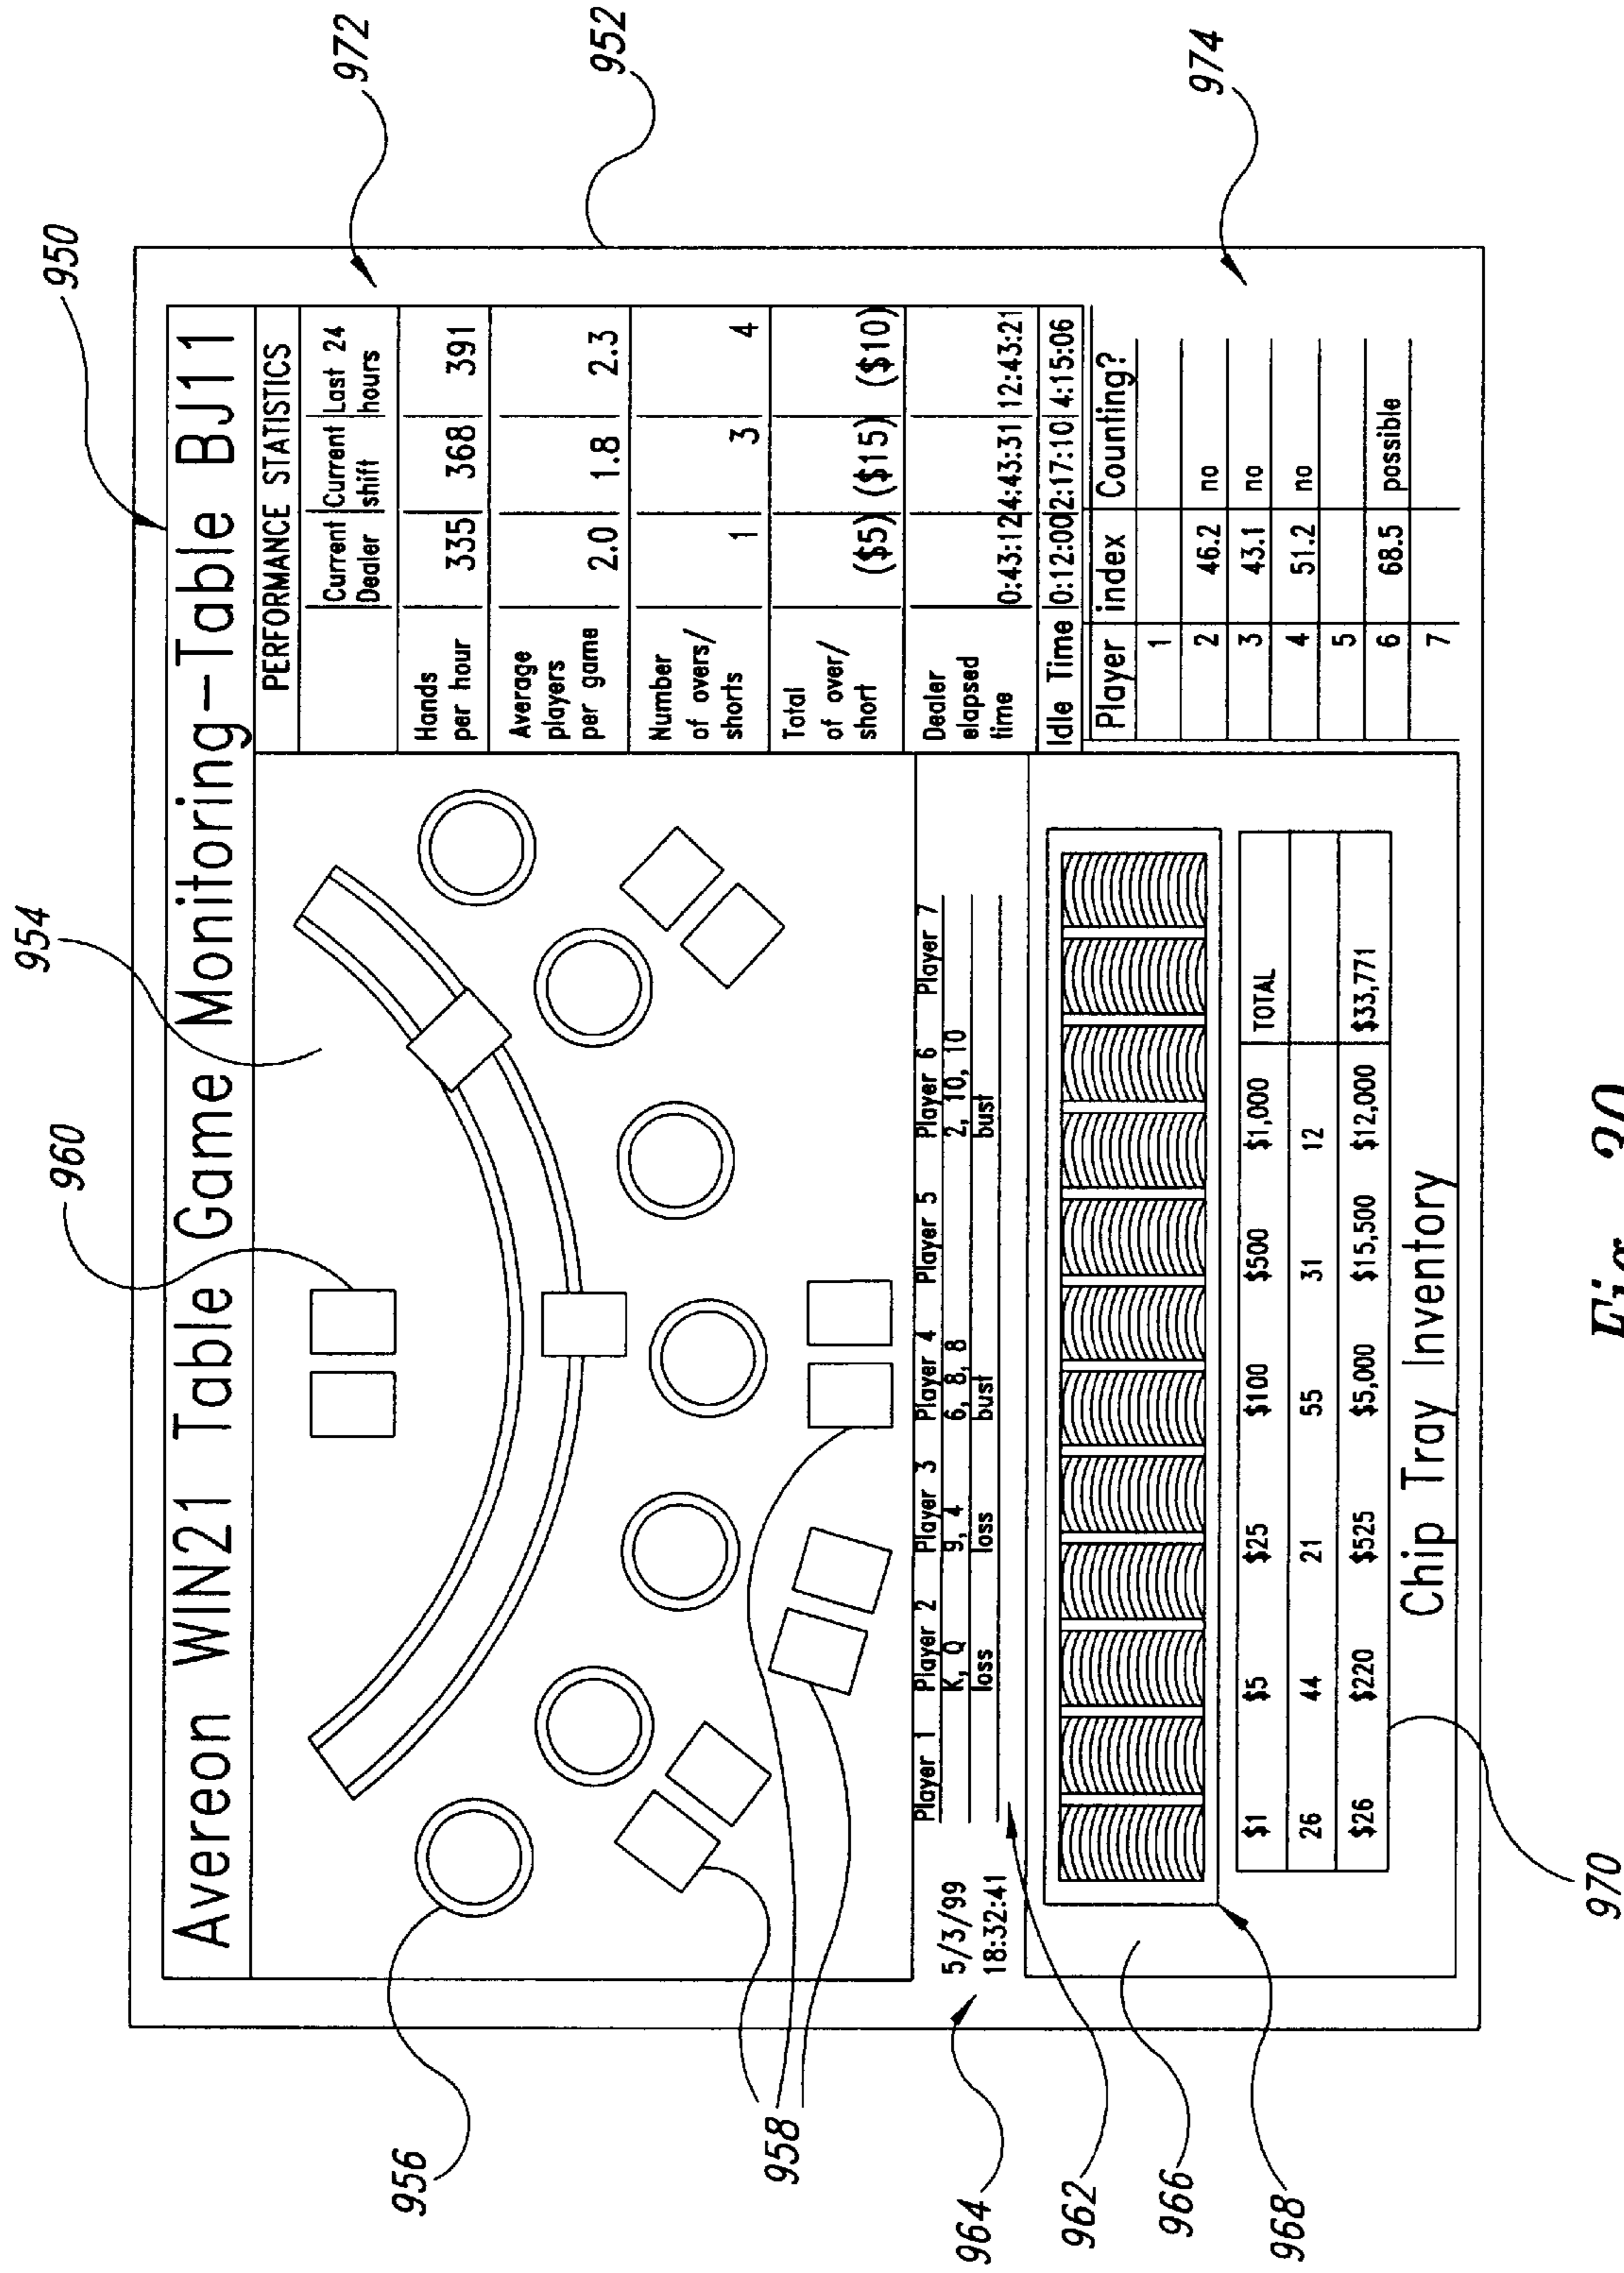 950
Avereon WIN21 Table Game Monitoring–Table BJ11
954
960
972
PERFORMANCE STATISTICS
Current Dealer Current shift Last 24 hours
Hands per hour 335 368 391
Average players per game 2.0 1.8 2.3
Number of overs/ shorts 1 3 4
Total of over/ short ($5) ($15) ($10)
Dealer elapsed time 0:43:12 4:43:31 12:43:21
Idle Time 0:12:00 2:17:10 4:15:06
952
956
958
Player 1 Player 2 Player 3 Player 4 Player 5 Player 6 Player 7
K, Q 9, 4 6, 8, 8 2, 10, 10
loss loss bust bust
5/3/99
18:32:41
964
962
966
968
Player index Counting?
1
2 46.2 no
3 43.1 no
4 51.2 no
5
6 68.5 possible
7
974
$1 $5 $25 $100 $500 $1,000 TOTAL
26 44 21 55 31 12
$26 $220 $525 $5,000 $15,500 $12,000 $33,771
Chip Tray Inventory
970
Fig. 30